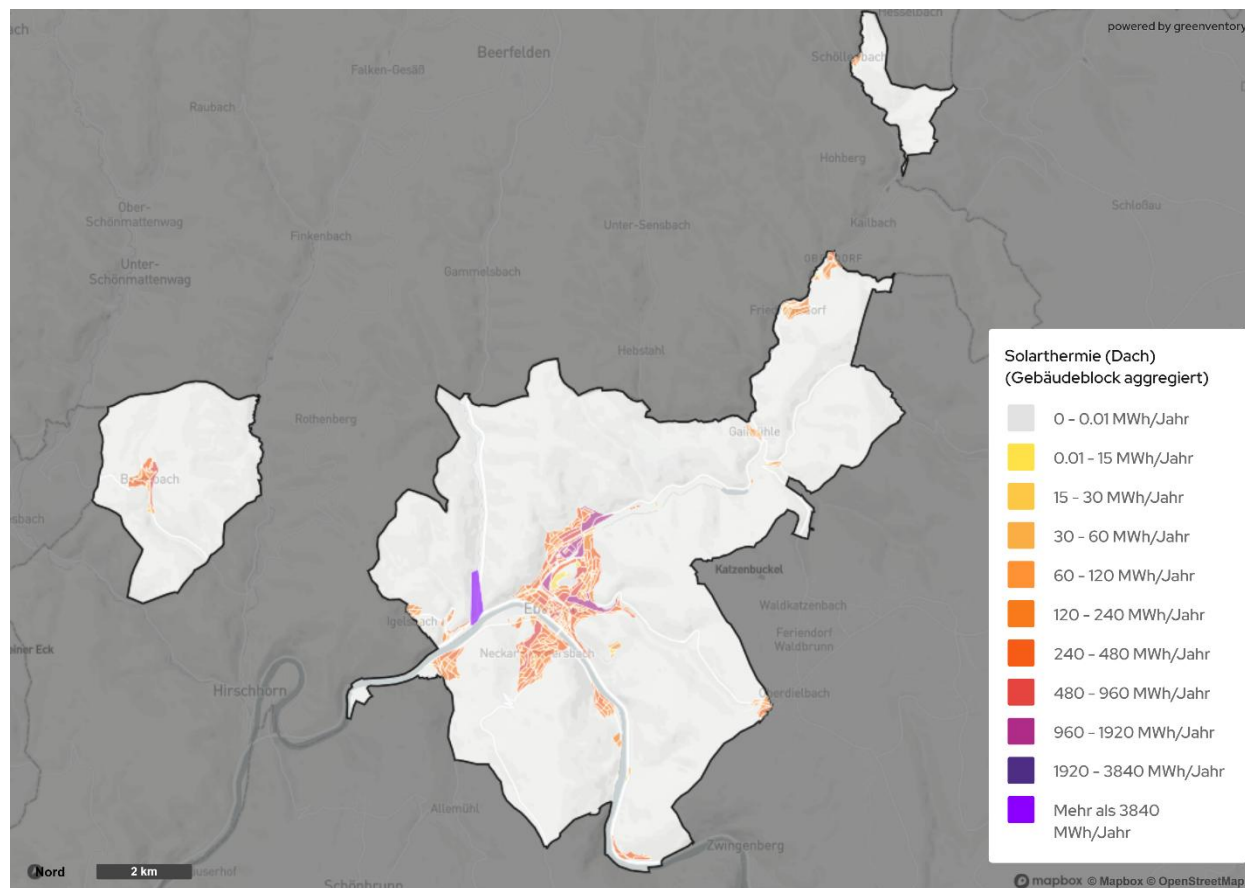 Hesselbach
powered by greenventory
Beerfelden
Falken-Gesäß
Schöllenbach
Raubach
Hohberg
Ober-
Schönmattenwag
Finkenbach
Unter-Sensbach
Kailbach
Schloßau
Unter-
Schönmattenwag
Gammelsbach
Hebstahl
Rothenberg
Gaimühle
Katzenbuckel
Waldkatzenbach
Igelsbach
Feriendorf
Waldbrunn
Hirschhorn
Oberdielbach
Allemühl
Zwingenberg
Schönbrunn
Nord
2 km
Solarthermie (Dach)
(Gebäudeblock aggregiert)
0 - 0.01 MWh/Jahr
0.01 - 15 MWh/Jahr
15 - 30 MWh/Jahr
30 - 60 MWh/Jahr
60 - 120 MWh/Jahr
120 - 240 MWh/Jahr
240 - 480 MWh/Jahr
480 - 960 MWh/Jahr
960 - 1920 MWh/Jahr
1920 - 3840 MWh/Jahr
Mehr als 3840
MWh/Jahr
mapbox © Mapbox © OpenStreetMap